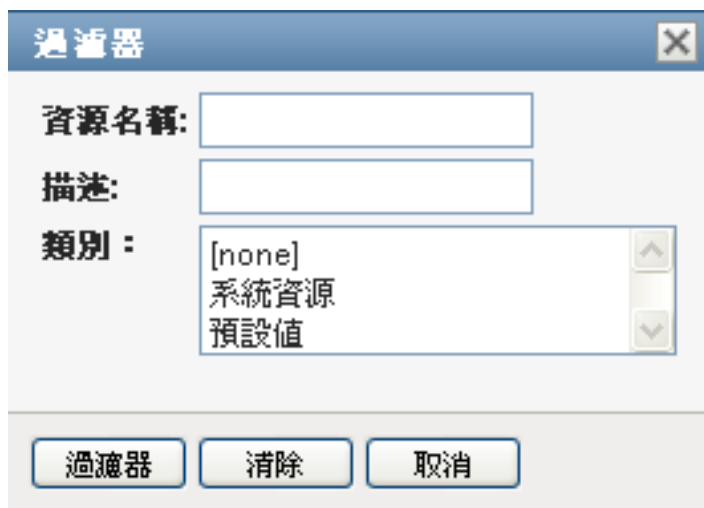 過濾器
資源名稱:
描述:
類別：
[none]
系統資源
預設值
過濾器
清除
取消